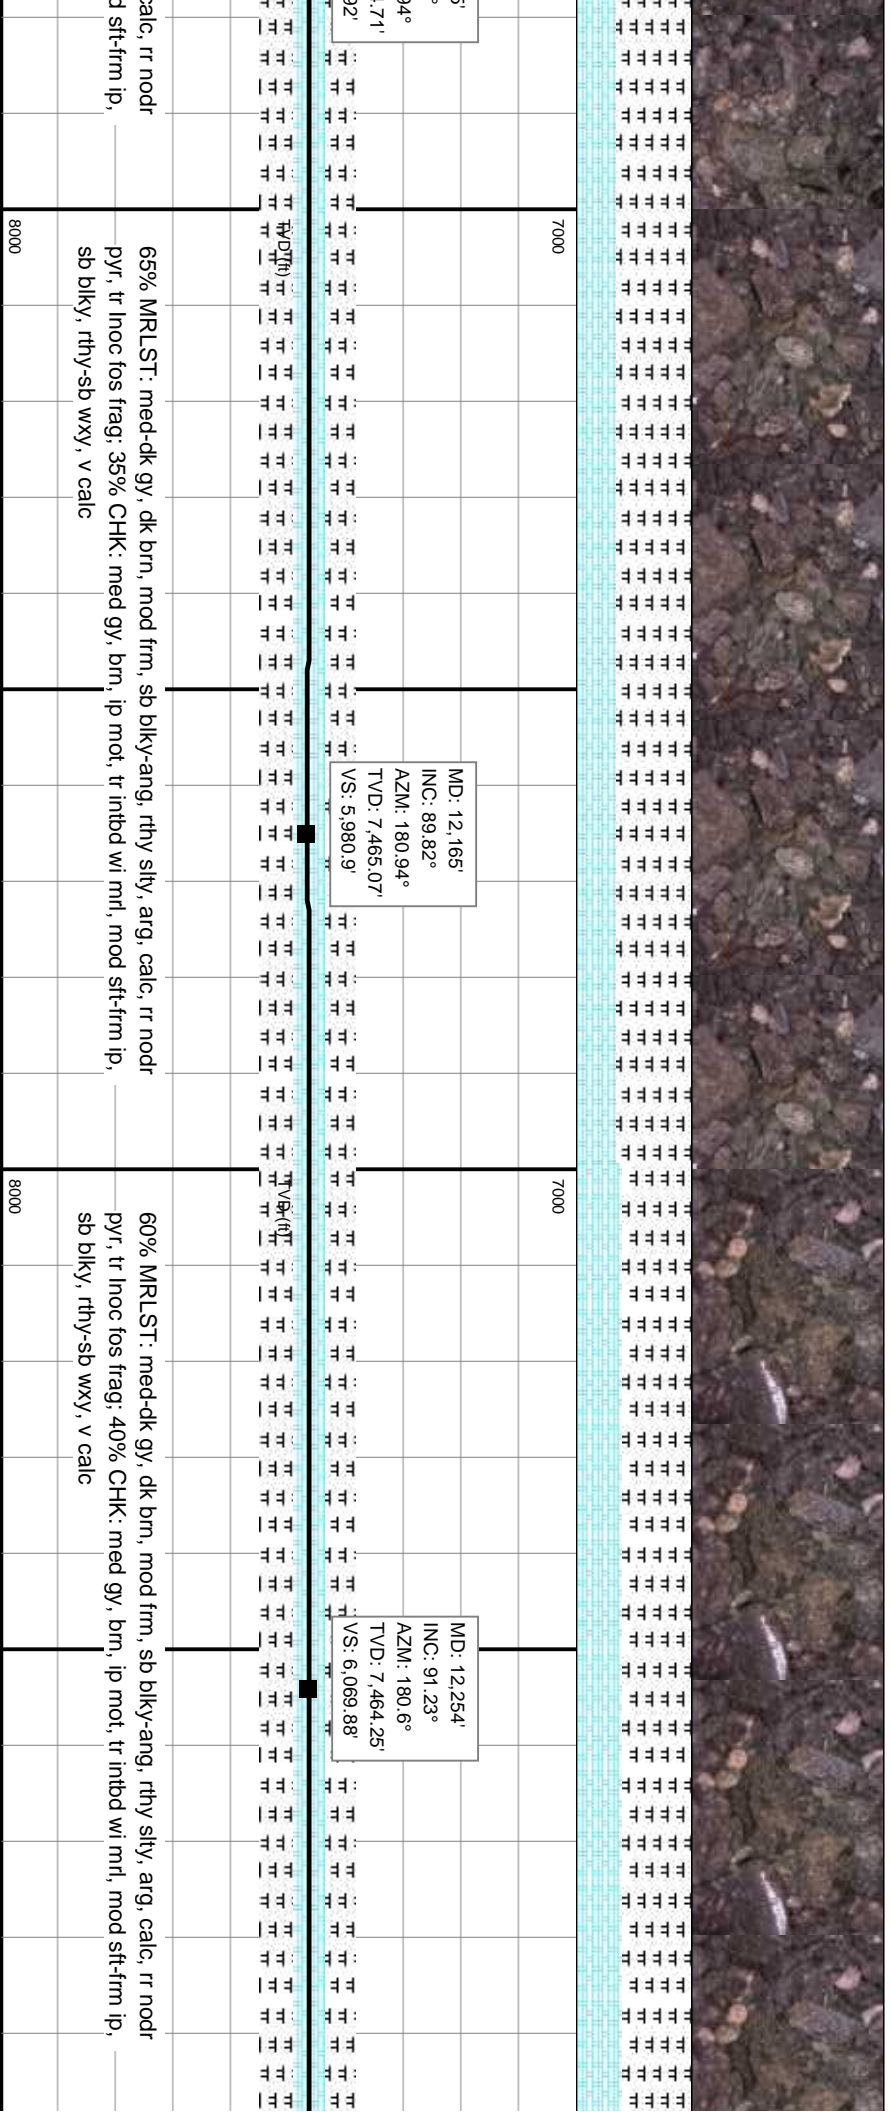 5'
94°
°
4.71'
92'
calc, rr nodr
d sft-frm ip,
7000
TVD (ft)
8000
65% MRLST: med-dk gy, dk brn, mod frm, sb blky-ang, rthy slty, arg, calc, rr nodr
pyr, tr Inoc fos frag; 35% CHK: med gy, brn, ip mot, tr intbd wi mrl, mod sft-frm ip,
sb blky, rthy-sb wxy, v calc
MD: 12,165'
INC: 89.82°
AZM: 180.94°
TVD: 7,465.07'
VS: 5,980.9'
7000
TVD (ft)
8000
60% MRLST: med-dk gy, dk brn, mod frm, sb blky-ang, rthy slty, arg, calc, rr nodr
pyr, tr Inoc fos frag; 40% CHK: med gy, brn, ip mot, tr intbd wi mrl, mod sft-frm ip,
sb blky, rthy-sb wxy, v calc
MD: 12,254'
INC: 91.23°
AZM: 180.6°
TVD: 7,464.25'
VS: 6,069.88'